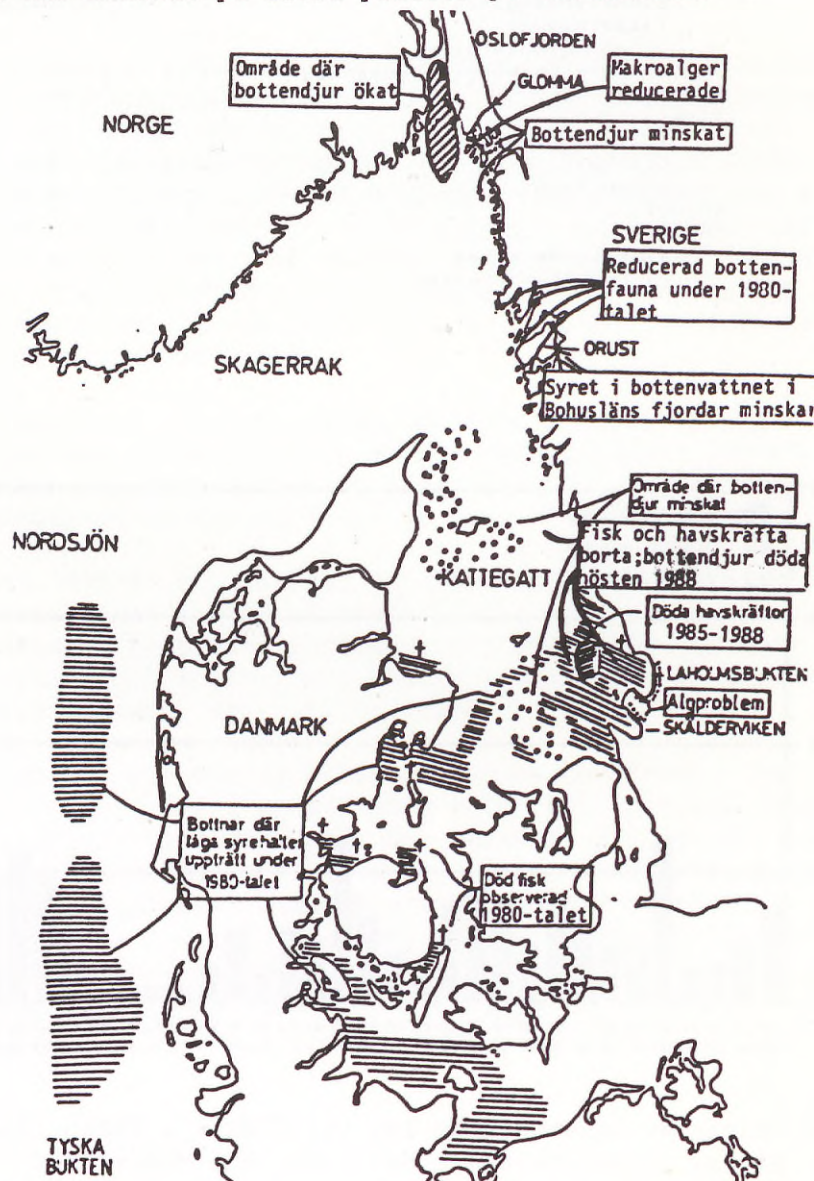 OSLOFJORDEN
Område där
bottendjur ökat
GLOMMA
Makroalger
reducerade
NORGE
Bottendjur minskat
SVERIGE
Reducerad botten-
fauna under 1980-
talet
SKAGERRAK
ORUST
Syret i bottenvattnet i
Bohusläns fjordar minskar
Område där botten-
djur minskat
NORDSJÖN
Fisk och havskräfta
borta;bottendjur döda
hösten 1988
KATTEGATT
Döda havskräftor
1985-1988
LAHOLMSBUKTEN
Algproblem
DANMARK
SKÄLDERVIKEN
Bottnar där
låga syrehalter
uppträtt under
1980-talet
Död fisk
observerad
1980-talet
TYSKA
BUKTEN